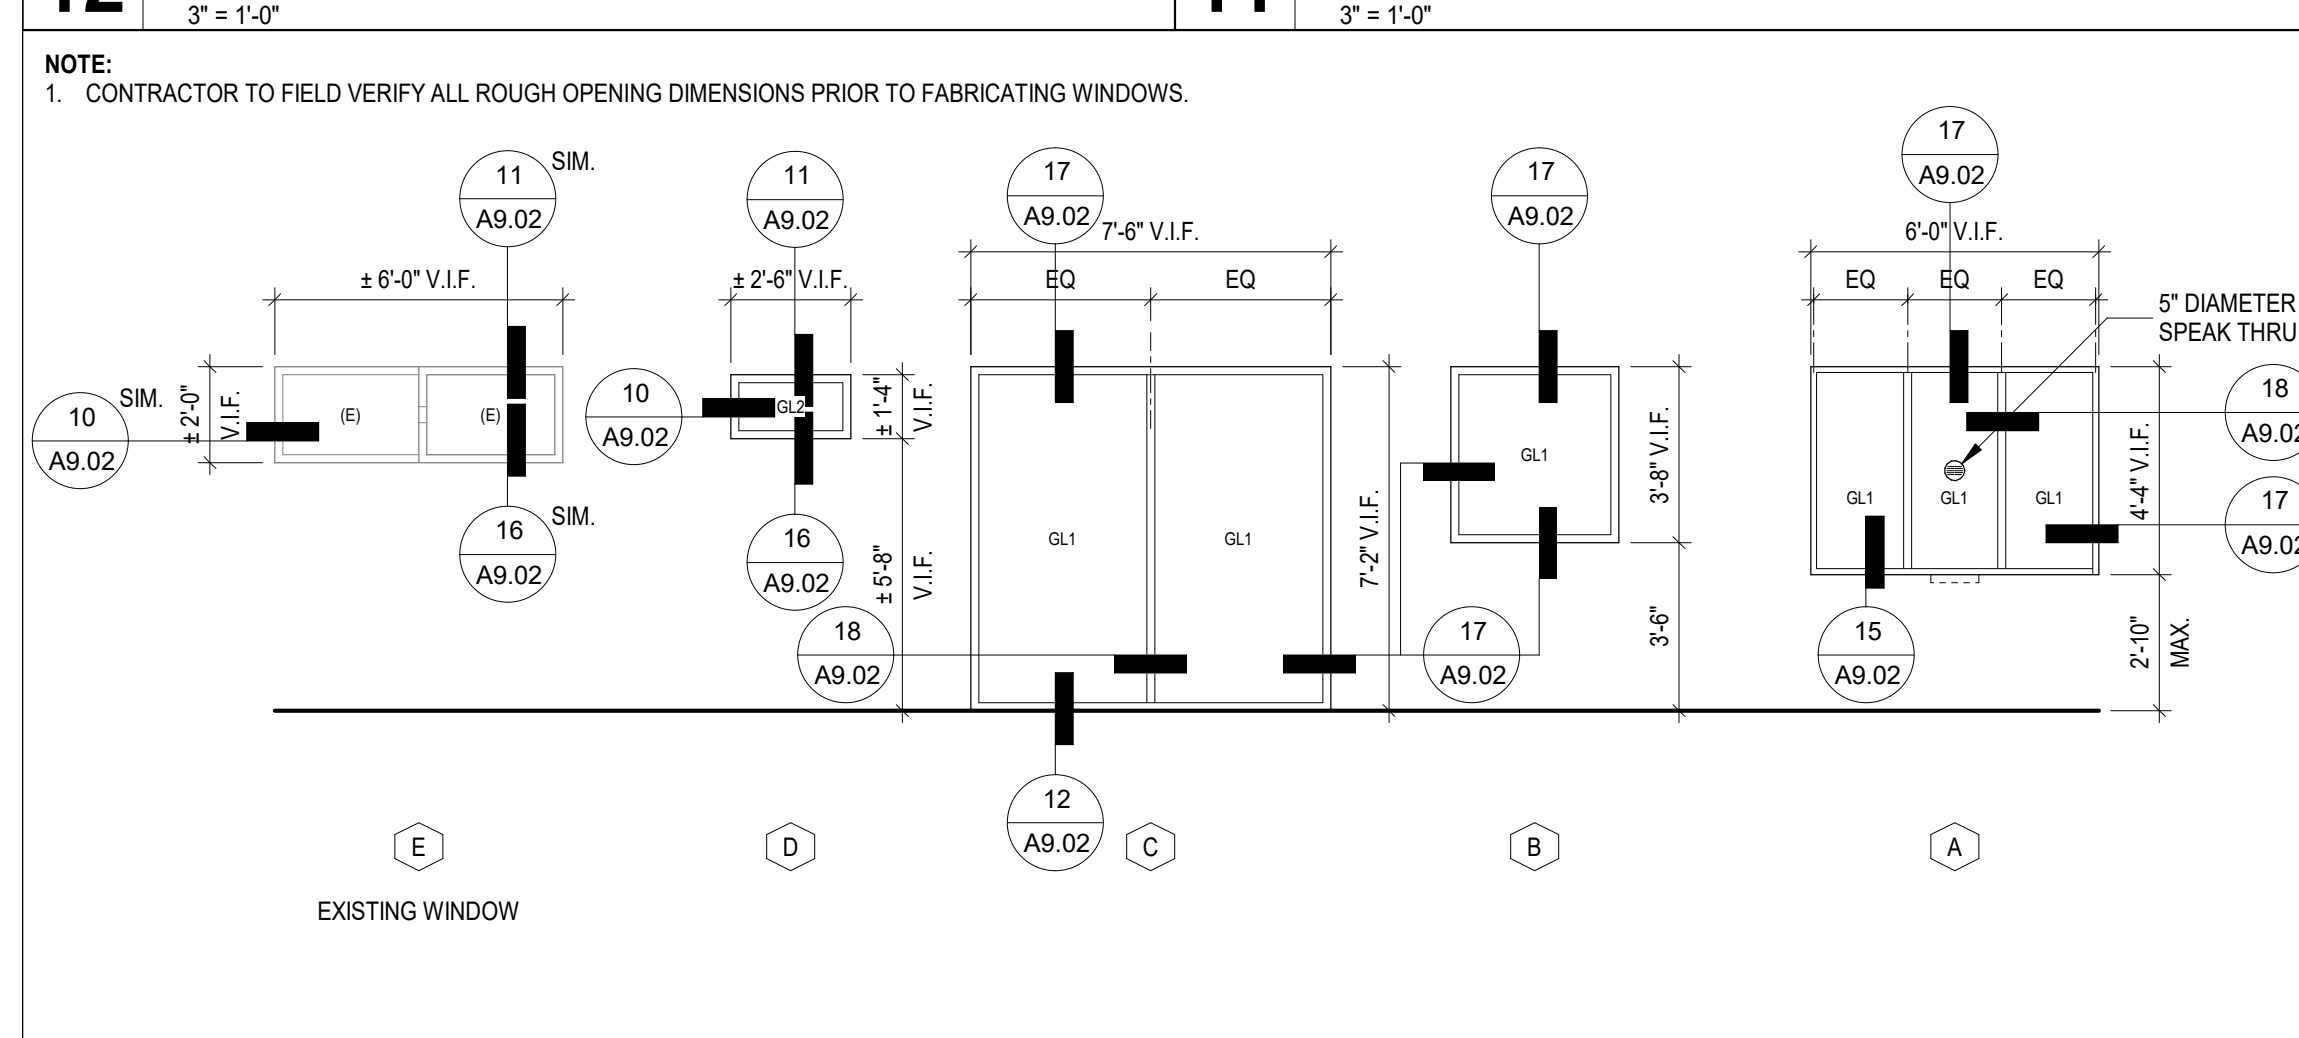 3" = 1'-0"
3" = 1'-0"
NOTE:
1. CONTRACTOR TO FIELD VERIFY ALL ROUGH OPENING DIMENSIONS PRIOR TO FABRICATING WINDOWS.
11
A9.02
SIM.
± 6'-0" V.I.F.
± 2'-0"
V.I.F.
10
A9.02
SIM.
(E)
(E)
16
A9.02
SIM.
E
EXISTING WINDOW
11
A9.02
± 2'-6" V.I.F.
10
A9.02
GL2
± 1'-4"
V.I.F.
16
A9.02
± 5'-8"
V.I.F.
D
17
A9.02
7'-6" V.I.F.
EQ
EQ
GL1
GL1
7'-2" V.I.F.
18
A9.02
12
A9.02
C
17
A9.02
GL1
3'-8" V.I.F.
3'-6"
17
A9.02
B
17
A9.02
6'-0" V.I.F.
EQ
EQ
EQ
5" DIAMETER
SPEAK THRU
18
GL1
GL1
GL1
4'-4" V.I.F.
17
15
A9.02
2'-10"
MAX.
A